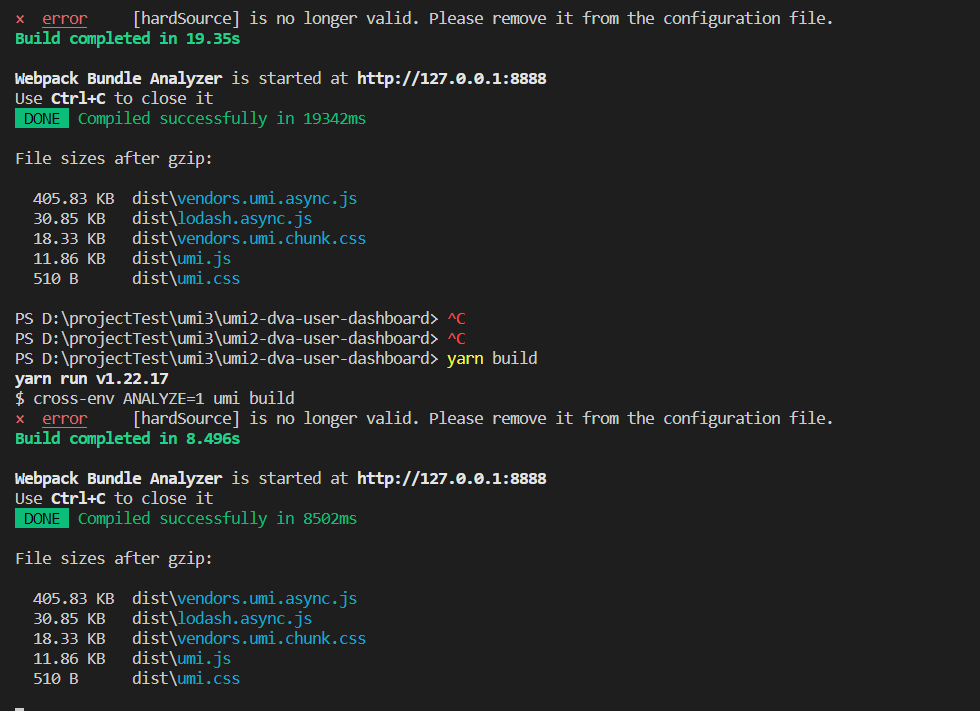 × error [hardSource] is no longer valid. Please remove it from the configuration file.
Build completed in 19.35s
Webpack Bundle Analyzer is started at http://127.0.0.1:8888
Use Ctrl+C to close it
DONE Compiled successfully in 19342ms
File sizes after gzip:
405.83 KB dist\vendors.umi.async.js
30.85 KB dist\lodash.async.js
18.33 KB dist\vendors.umi.chunk.css
11.86 KB dist\umi.js
510 B dist\umi.css
PS D:\projectTest\umi3\umi2-dva-user-dashboard> ^C
PS D:\projectTest\umi3\umi2-dva-user-dashboard> ^C
PS D:\projectTest\umi3\umi2-dva-user-dashboard> yarn build
yarn run v1.22.17
$ cross-env ANALYZE=1 umi build
× error [hardSource] is no longer valid. Please remove it from the configuration file.
Build completed in 8.496s
Webpack Bundle Analyzer is started at http://127.0.0.1:8888
Use Ctrl+C to close it
DONE Compiled successfully in 8502ms
File sizes after gzip:
405.83 KB dist\vendors.umi.async.js
30.85 KB dist\lodash.async.js
18.33 KB dist\vendors.umi.chunk.css
11.86 KB dist\umi.js
510 B dist\umi.css